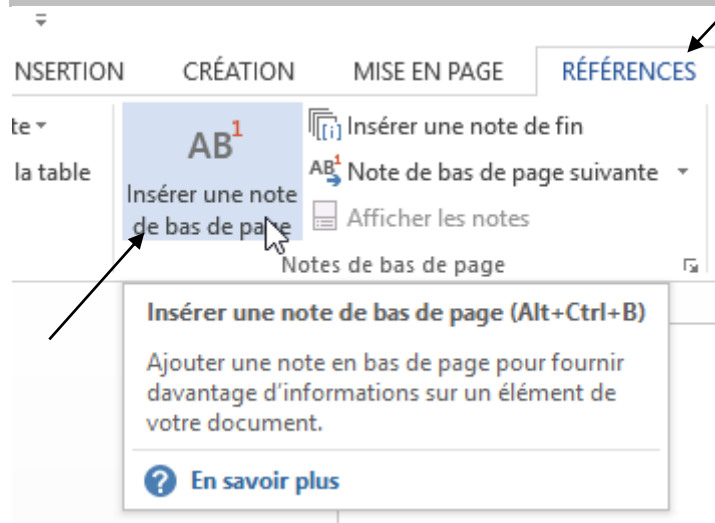 NSERTION CRÉATION MISE EN PAGE RÉFÉRENCES
te
la table
AB1
Insérer une note
de bas de page
[i] Insérer une note de fin
AB1 Note de bas de page suivante
Afficher les notes
Notes de bas de page
Insérer une note de bas de page (Alt+Ctrl+B)
Ajouter une note en bas de page pour fournir
davantage d'informations sur un élément de
votre document.
? En savoir plus